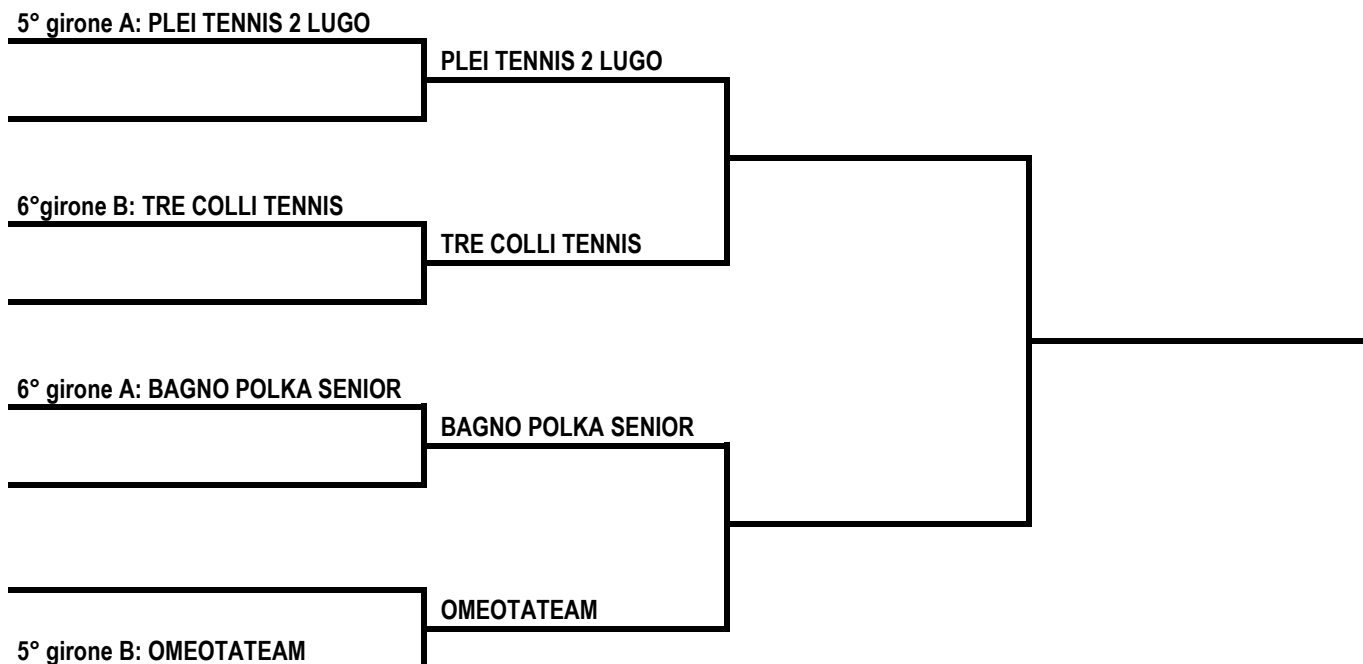 5° girone A: PLEI TENNIS 2 LUGO
PLEI TENNIS 2 LUGO
6°girone B: TRE COLLI TENNIS
TRE COLLI TENNIS
6° girone A: BAGNO POLKA SENIOR
BAGNO POLKA SENIOR
OMEOTATEAM
5° girone B: OMEOTATEAM